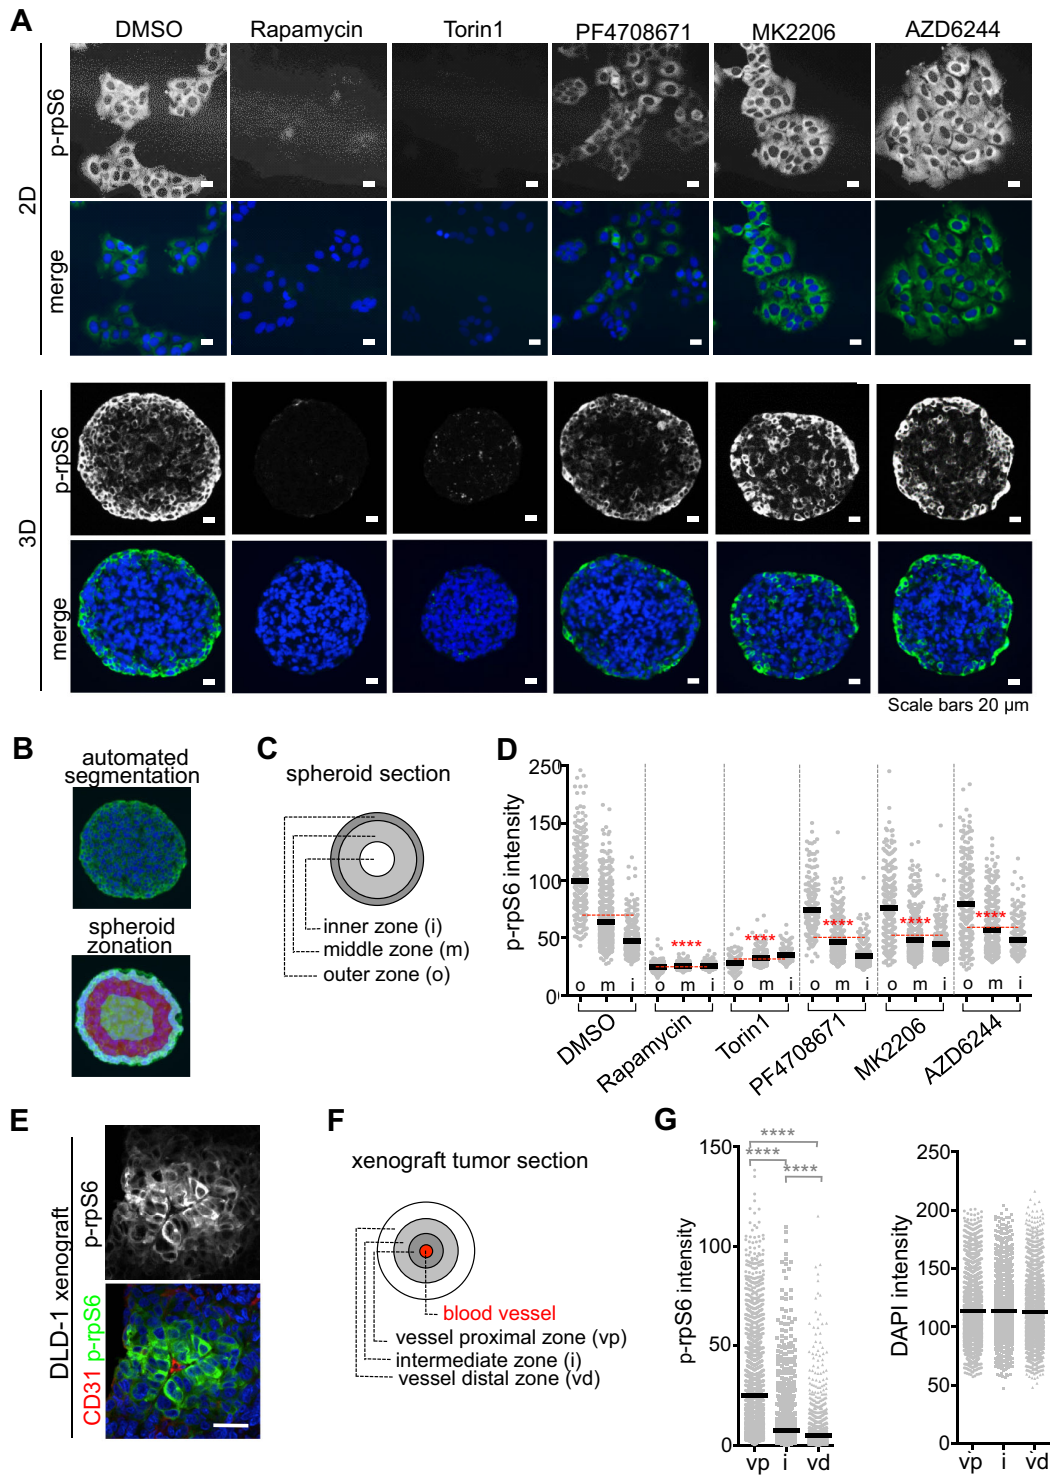 A
DMSO Rapamycin Torin1 PF4708671 MK2206 AZD6244
2D
p-rpS6
merge
3D
p-rpS6
merge
Scale bars 20 µm
B
automated
segmentation
spheroid
zonation
C
spheroid section
inner zone (i)
middle zone (m)
outer zone (o)
D
p-rpS6 intensity
250
150
100
50
0
**** **** **** **** ****
o m i o m i o m i o m i o m i o m i
DMSO Rapamycin Torin1 PF4708671 MK2206 AZD6244
E
DLD-1 xenograft
p-rpS6
CD31 p-rpS6
F
xenograft tumor section
blood vessel
vessel proximal zone (vp)
intermediate zone (i)
vessel distal zone (vd)
G
p-rpS6 intensity
150
100
50
0
****
**** ****
vp i vd
DAPI intensity
250
200
150
100
50
0
vp i vd